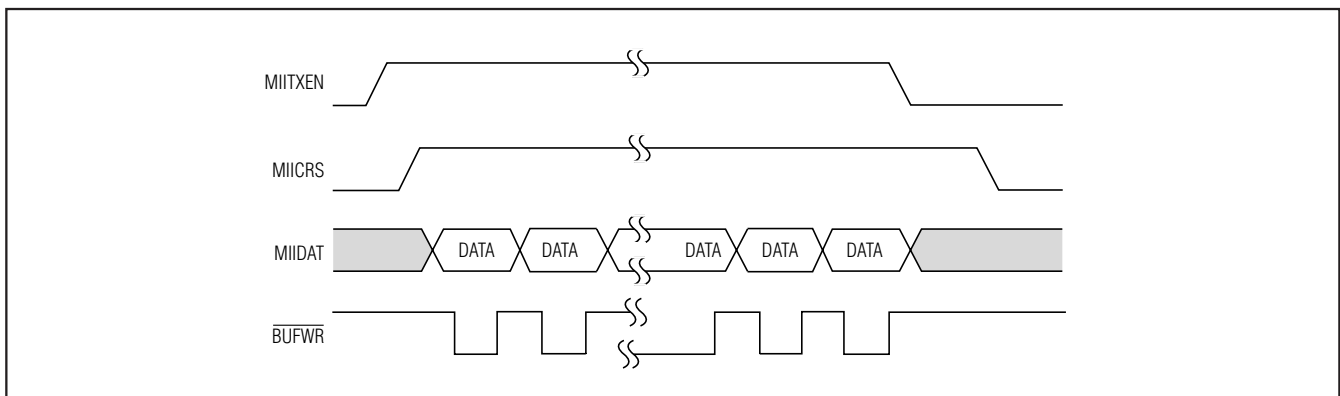 MIITXEN
MIICRS
MIIDAT DATA DATA DATA DATA DATA
BUFWR